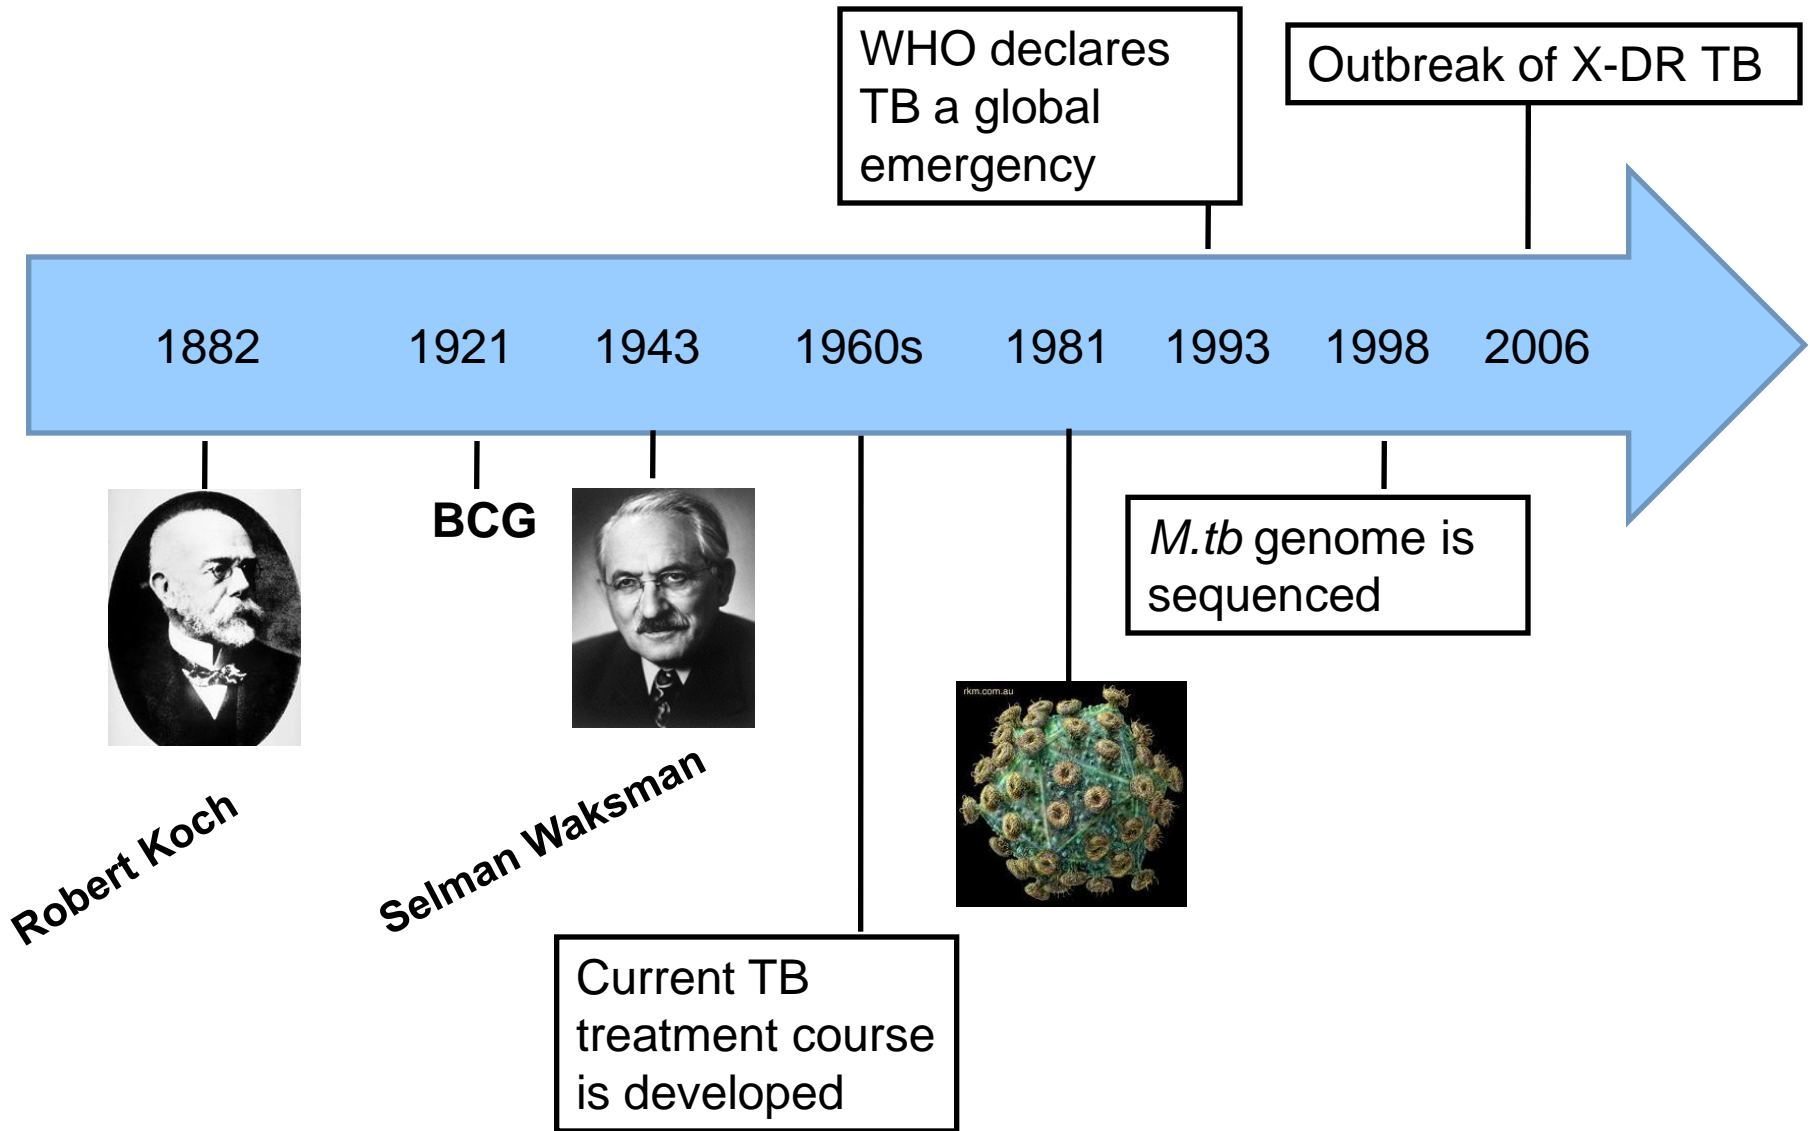 WHO declares
TB a global
emergency
Outbreak of X-DR TB
1882
1921
1943
1960s
1981
1993
1998
2006
BCG
M.tb genome is
sequenced
rkm.com.au
Robert Koch
Selman Waksman
Current TB
treatment course
is developed